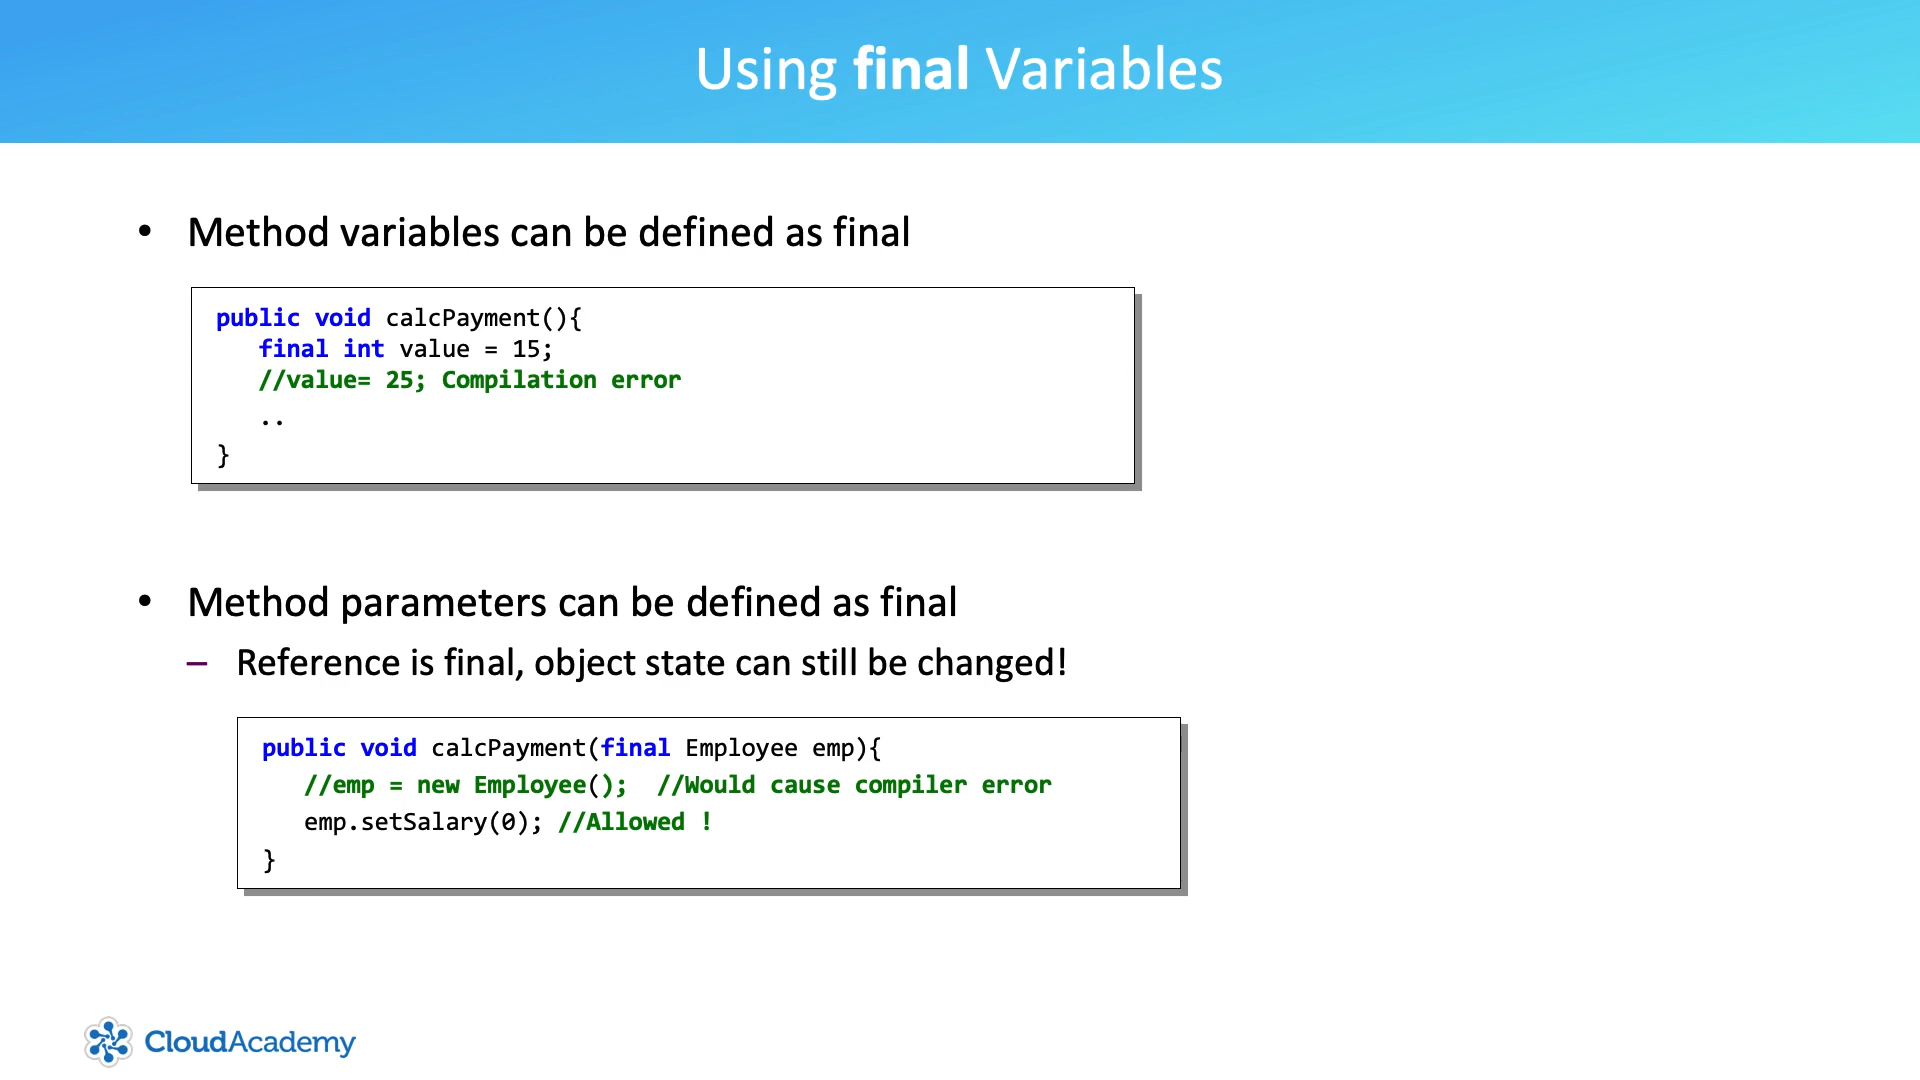 Using final Variables
• Method variables can be defined as final
public void calcPayment(){
final int value = 15;
//value= 25; Compilation error
..
}
• Method parameters can be defined as final
– Reference is final, object state can still be changed!
public void calcPayment(final Employee emp){
//emp = new Employee(); //Would cause compiler error
emp.setSalary(0); //Allowed !
}
CloudAcademy